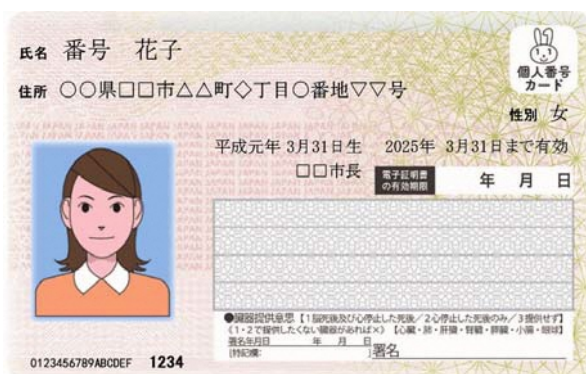 氏名 番号 花子
個人番号
カード
住所 ○○県□□市△△町◇丁目○番地▽▽号
性別 女
平成元年 3月31日生 2025年 3月31日まで有効
□□市長 電子証明書の有効期限 年 月 日
●臓器提供意思【1脳死後及び心停止した死後/2心停止した死後のみ/3提供せず】
《1・2で提供したくない臓器があれば×》【心臓・肺・肝臓・腎臓・膵臓・小腸・眼球】
署名年月日 年 月 日
[特記欄: ] 署名
0123456789ABCDEF 1234